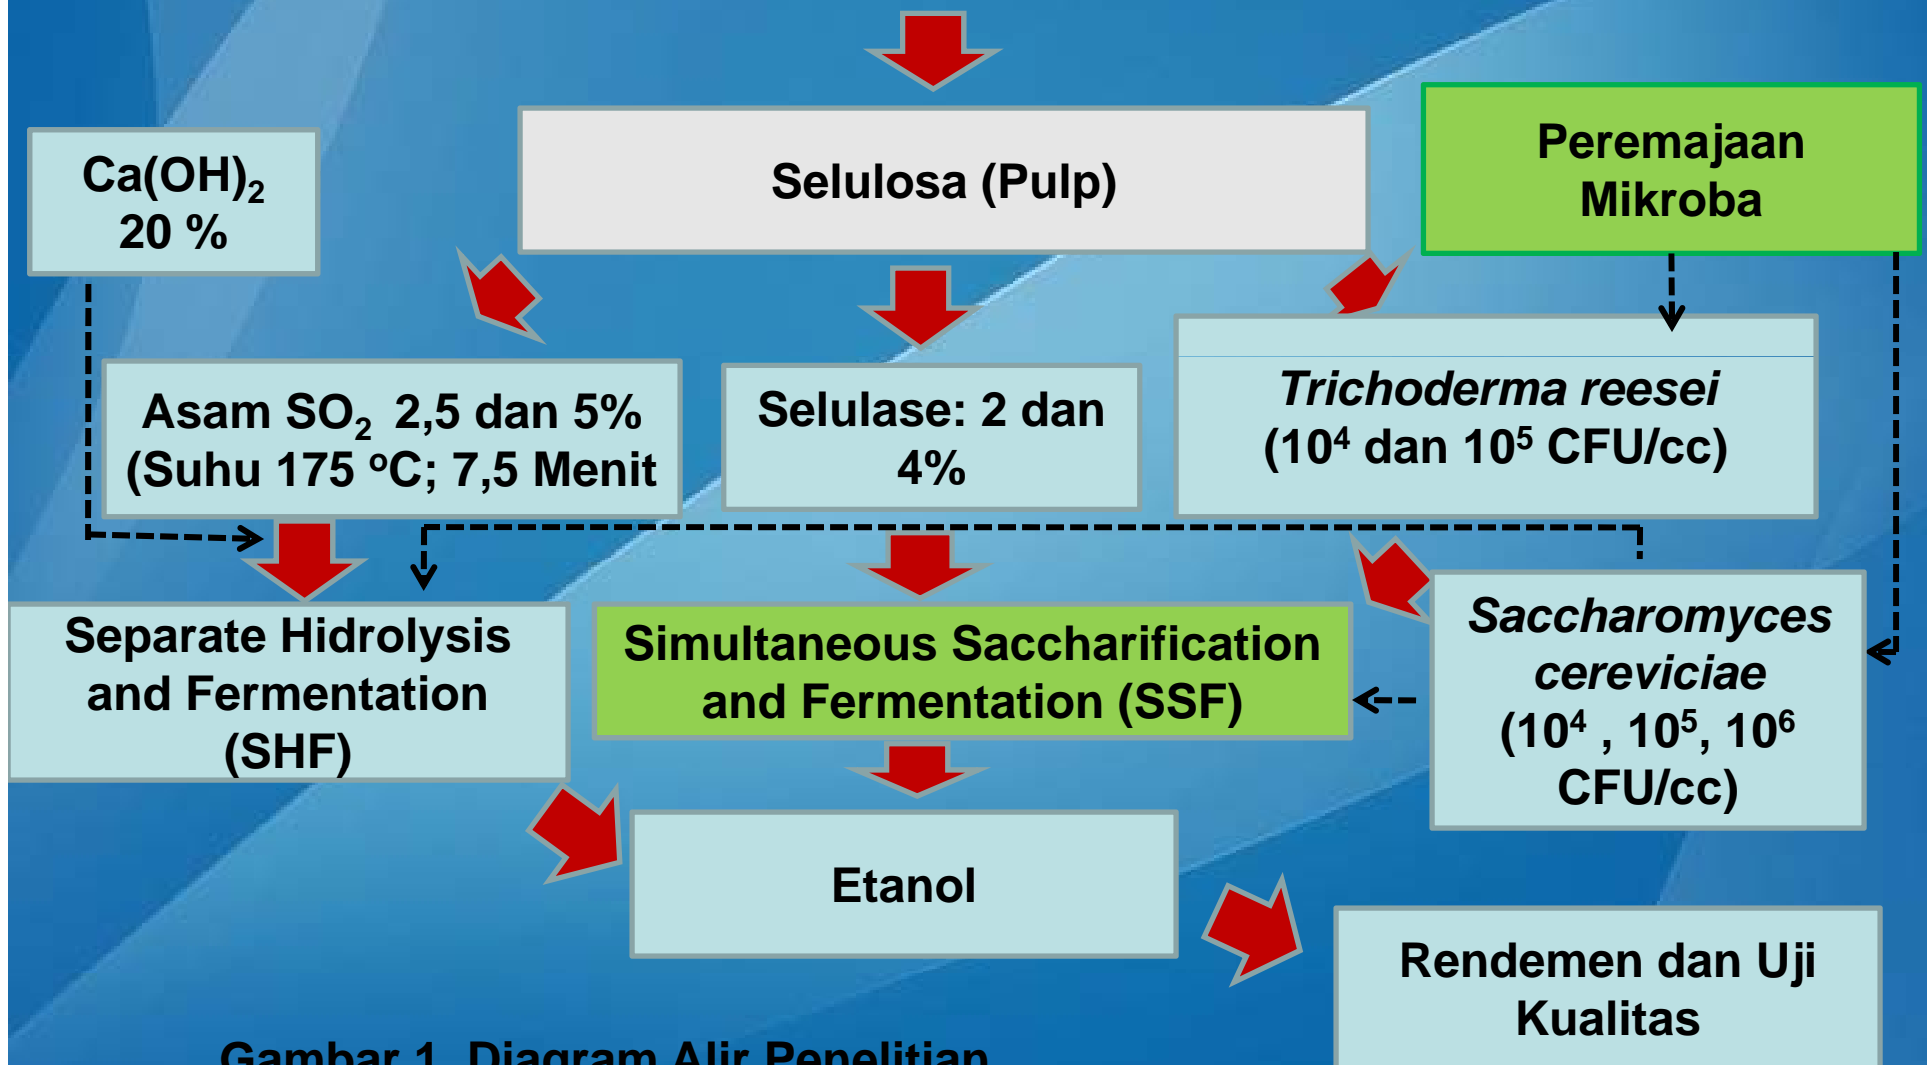 Ca(OH)₂
20 %
Selulosa (Pulp)
Peremajaan
Mikroba
Asam SO₂ 2,5 dan 5%
(Suhu 175 ºC; 7,5 Menit
Selulase: 2 dan
4%
Trichoderma reesei
(10⁴ dan 10⁵ CFU/cc)
Separate Hidrolysis
and Fermentation
(SHF)
Simultaneous Saccharification
and Fermentation (SSF)
Saccharomyces
cereviciae
(10⁴ , 10⁵, 10⁶
CFU/cc)
Etanol
Rendemen dan Uji
Kualitas
Gambar 1. Diagram Alir Penelitian